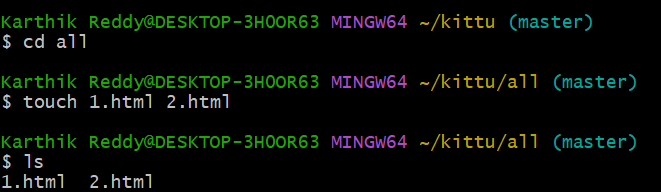 Karthik Reddy@DESKTOP-3HOOR63 MINGW64 ~/kittu (master)
$ cd all
Karthik Reddy@DESKTOP-3HOOR63 MINGW64 ~/kittu/all (master)
$ touch 1.html 2.html
Karthik Reddy@DESKTOP-3HOOR63 MINGW64 ~/kittu/all (master)
$ ls
1.html  2.html